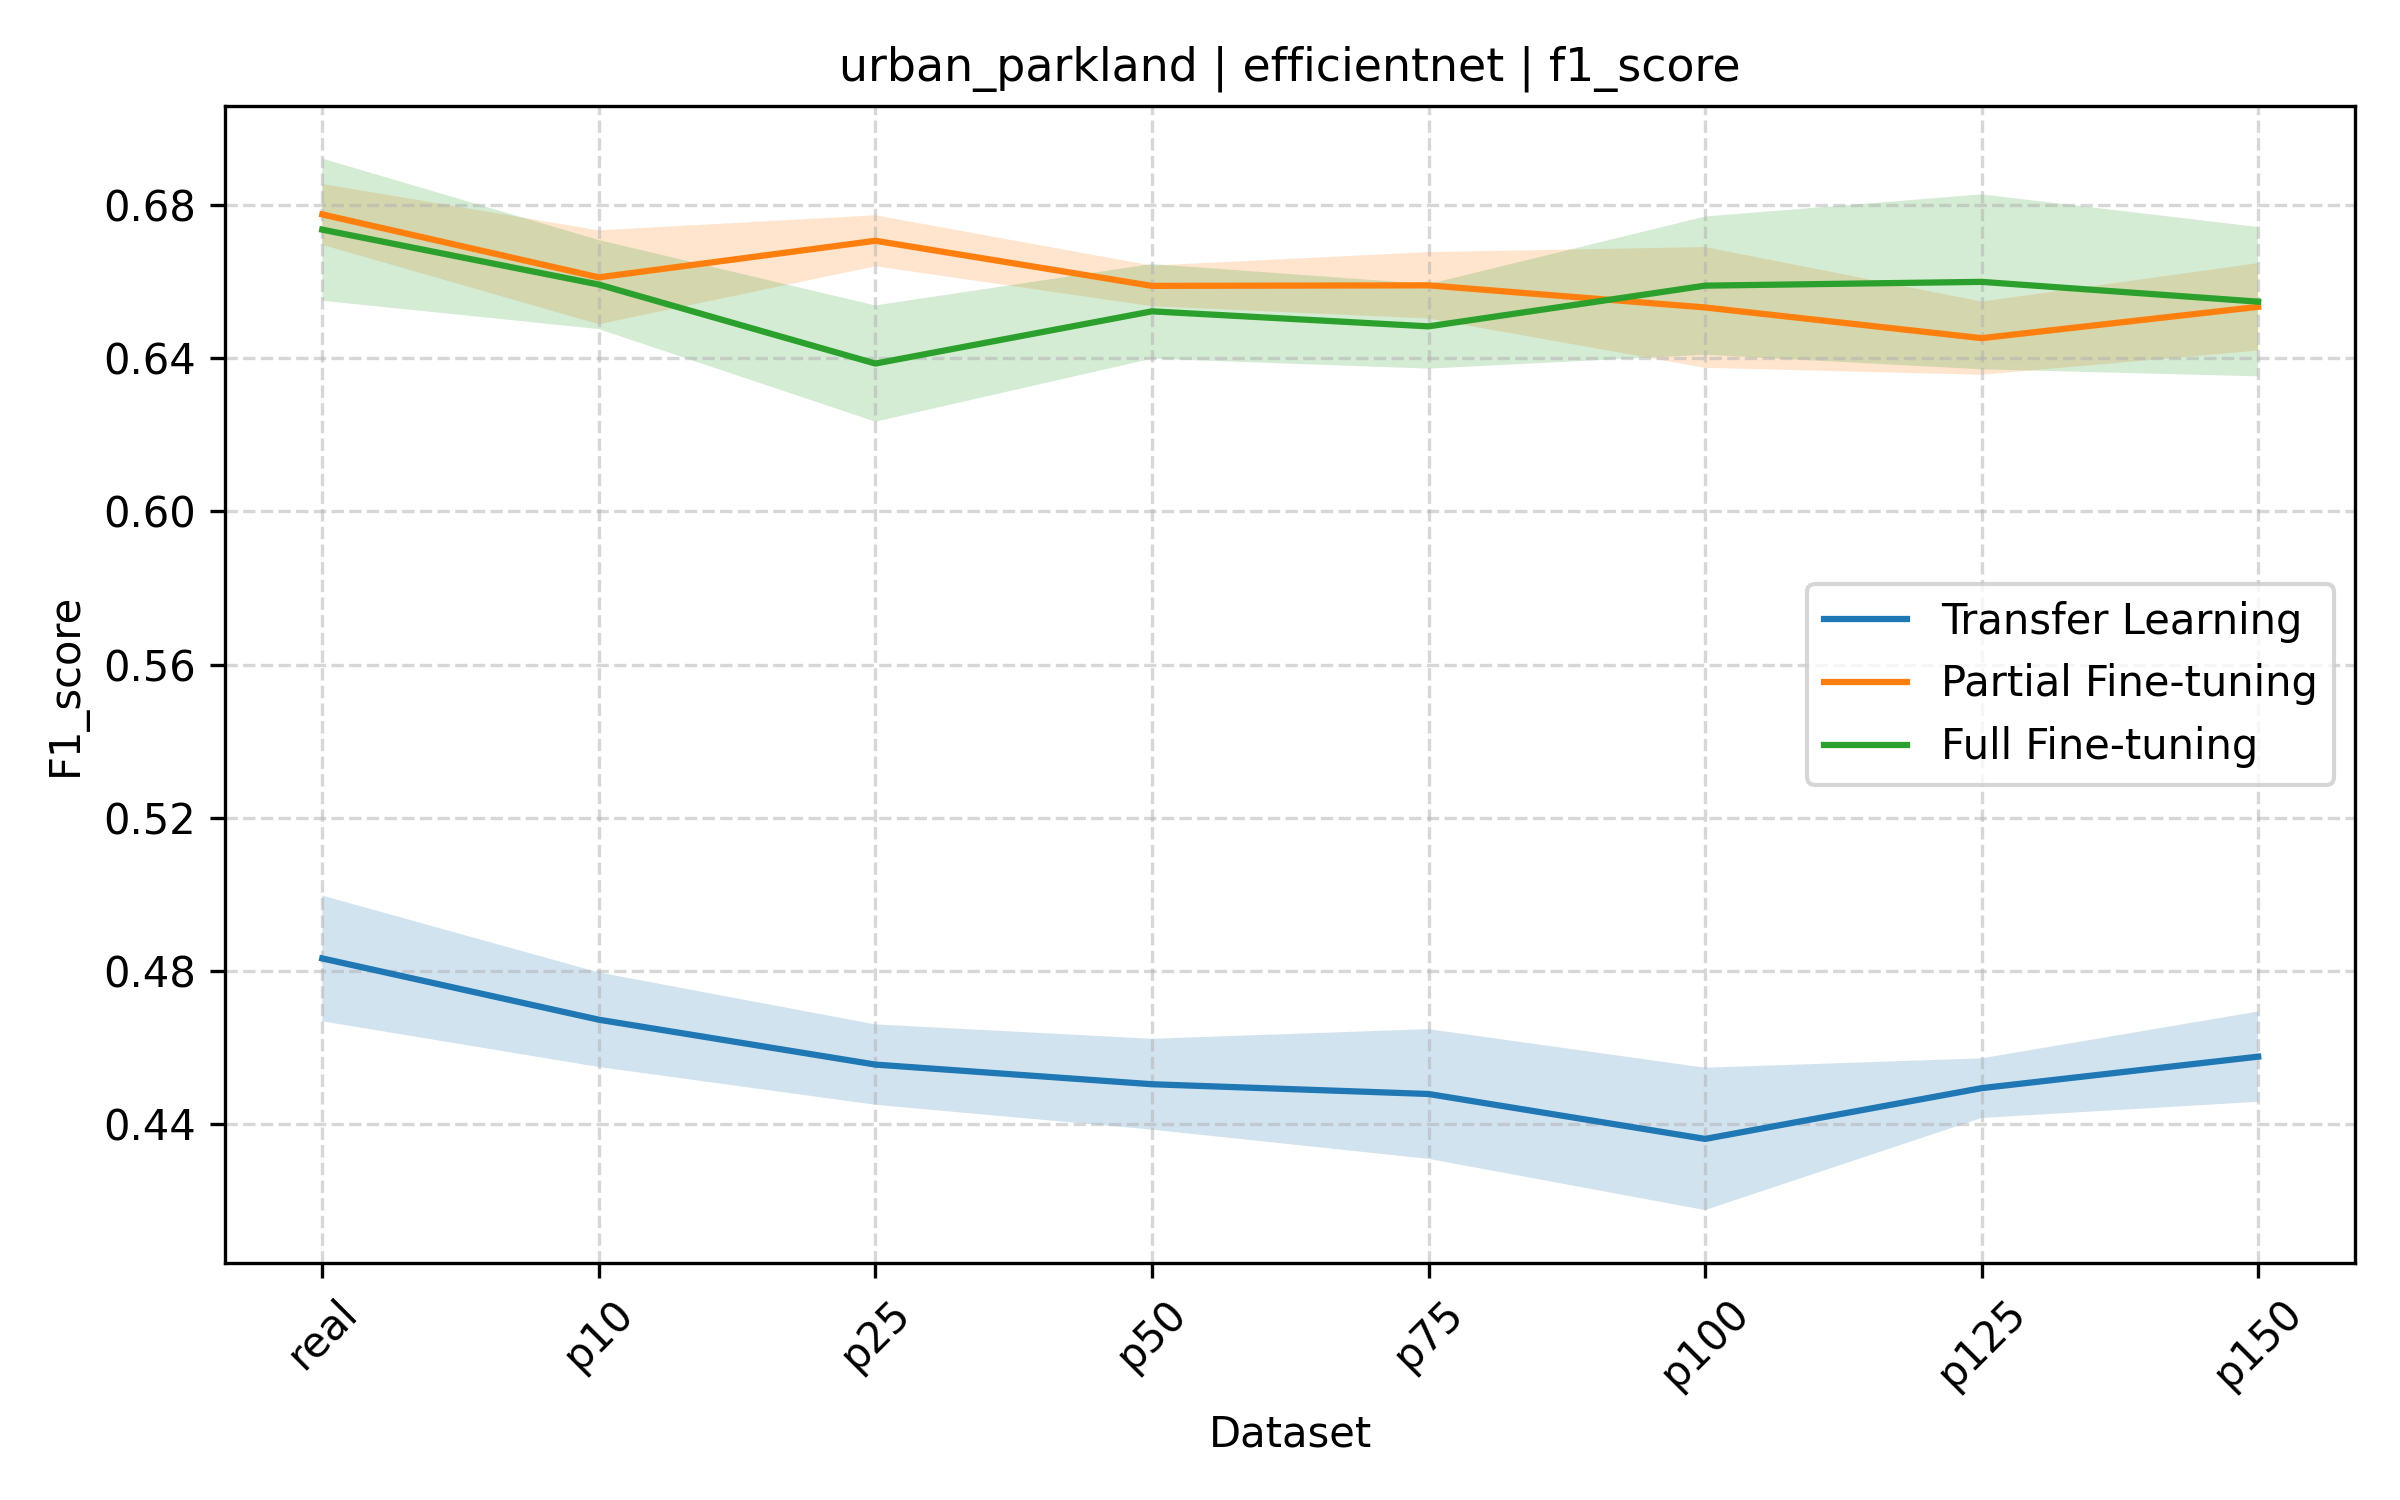 urban_parkland | efficientnet | f1_score
F1_score
0.68
0.64
0.60
0.56
0.52
0.48
0.44
Transfer Learning
Partial Fine-tuning
Full Fine-tuning
real
p10
p25
p50
p75
p100
p125
p150
Dataset